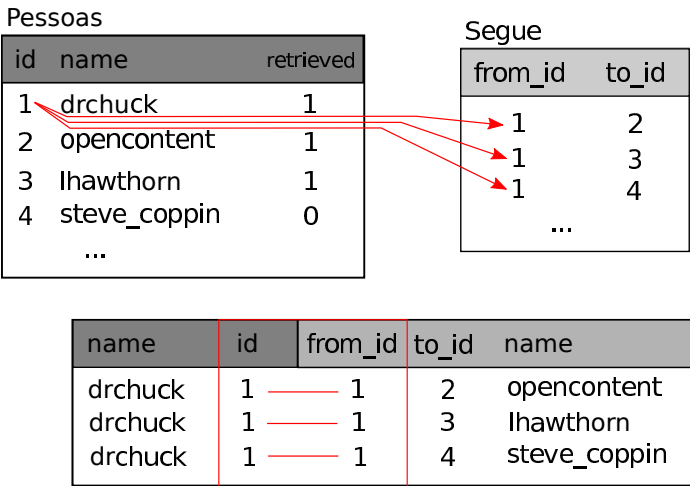 Pessoas
id name retrieved
1 drchuck 1
2 opencontent 1
3 lhawthorn 1
4 steve_coppin 0
...
Segue
from_id to_id
1 2
1 3
1 4
...
name id from_id to_id name
drchuck 1 1 2 opencontent
drchuck 1 1 3 lhawthorn
drchuck 1 1 4 steve_coppin